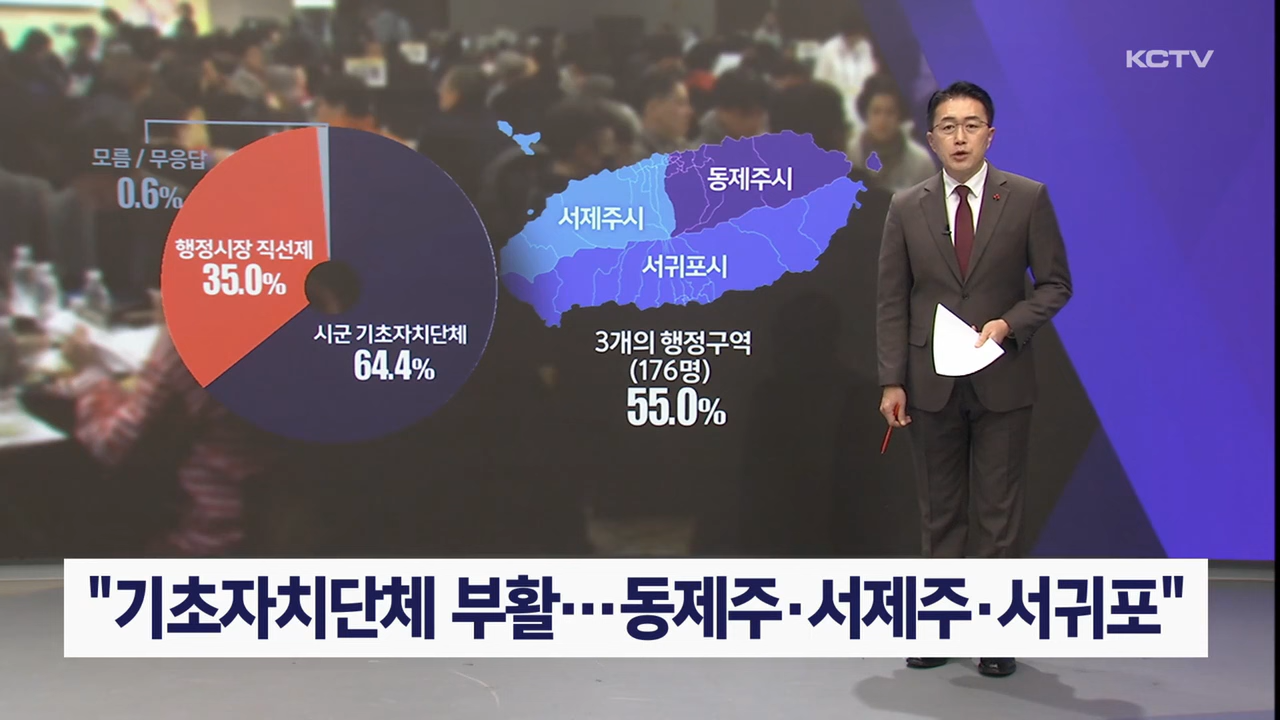 KCTV
모름 / 무응답
0.6%
행정시장 직선제
35.0%
시군 기초자치단체
64.4%
동제주시
서제주시
서귀포시
3개의 행정구역
(176명)
55.0%
"기초자치단체 부활…동제주·서제주·서귀포"